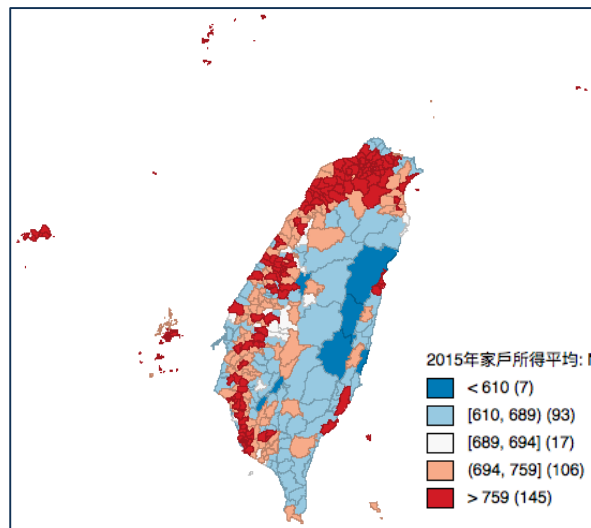 2015年家戶所得平均:
< 610 (7)
[610, 689) (93)
[689, 694] (17)
(694, 759] (106)
> 759 (145)